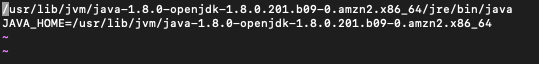 /usr/lib/jvm/java-1.8.0-openjdk-1.8.0.201.b09-0.amzn2.x86_64/jre/bin/java
JAVA_HOME=/usr/lib/jvm/java-1.8.0-openjdk-1.8.0.201.b09-0.amzn2.x86_64
~
~